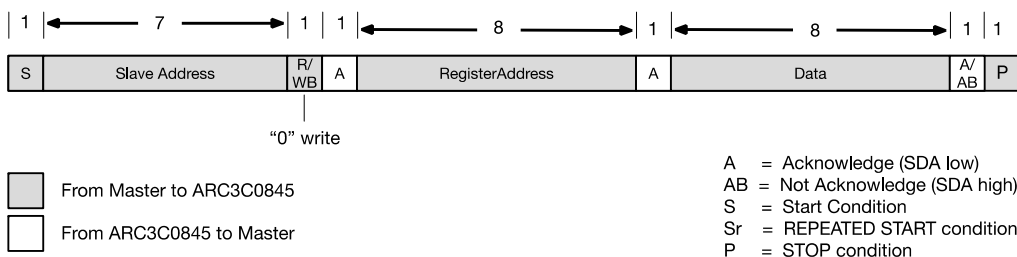 1 7 1 1 8 1 8 1 1
S Slave Address R/WB A RegisterAddress A Data A/AB P
“0” write
From Master to ARC3C0845
From ARC3C0845 to Master
A = Acknowledge (SDA low)
AB = Not Acknowledge (SDA high)
S = Start Condition
Sr = REPEATED START condition
P = STOP condition